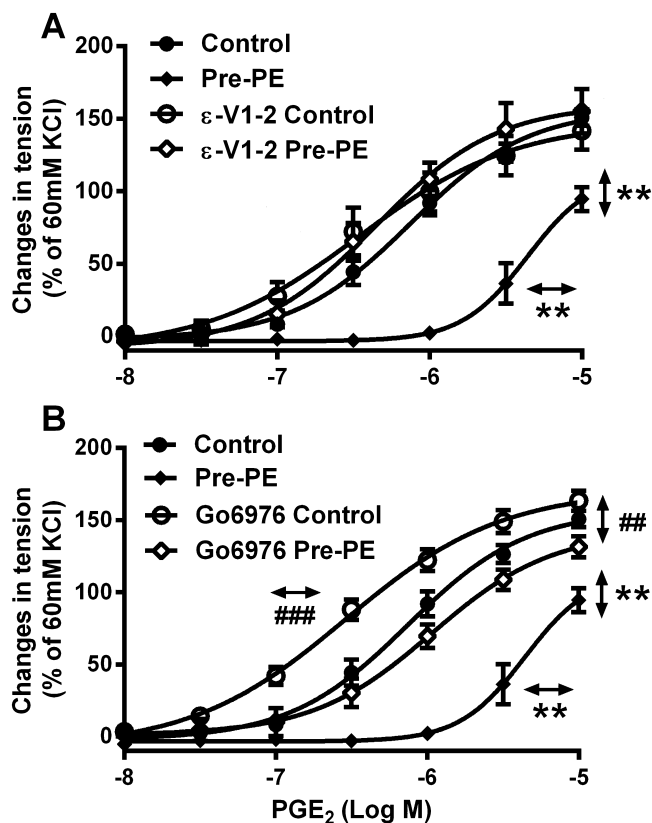 A
Control
Pre-PE
ε-V1-2 Control
ε-V1-2 Pre-PE
Changes in tension
(% of 60mM KCl)
200
150
100
50
0
**
**
-8 -7 -6 -5
B
Control
Pre-PE
Go6976 Control
Go6976 Pre-PE
Changes in tension
(% of 60mM KCl)
200
150
100
50
0
##
###
**
**
-8 -7 -6 -5
PGE₂ (Log M)